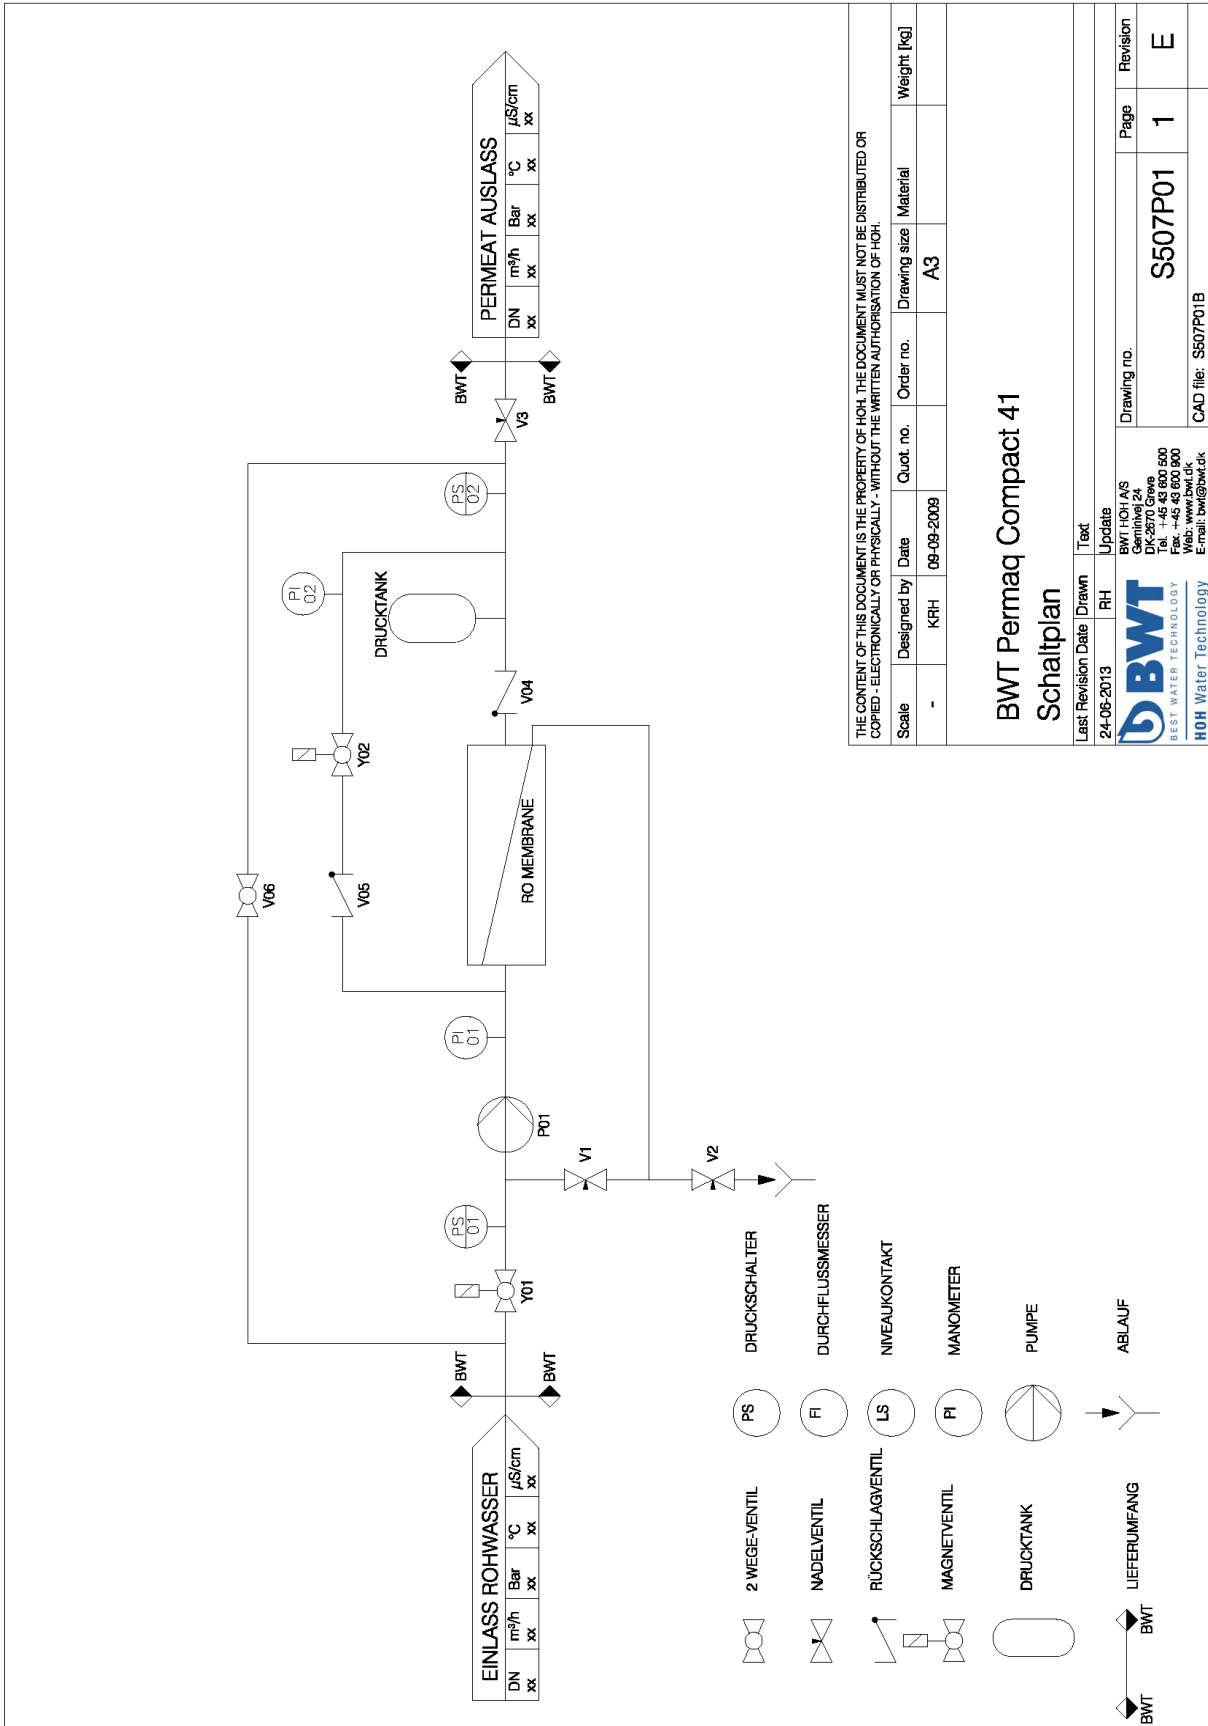 EINLASS ROHWASSER
DN m³/h Bar °C µS/cm
xx xx xx xx xx
BWT
BWT
Y01
PS 01
V1
V2
P01
PI 01
V06
V05
Y02
RO MEMBRANE
V04
DRUCKTANK
PI 02
PS 02
V3
BWT
BWT
PERMEAT AUSLASS
DN m³/h Bar °C µS/cm
xx xx xx xx xx
2 WEGE-VENTIL
NADELVENTIL
RÜCKSCHLAGVENTIL
MAGNETVENTIL
DRUCKTANK
BWT BWT LIEFERUMFANG
PS DRUCKSCHALTER
FI DURCHFLUSSMESSER
LS NIVEAUKONTAKT
PI MANOMETER
PUMPE
ABLAUF
THE CONTENT OF THIS DOCUMENT IS THE PROPERTY OF HOH. THE DOCUMENT MUST NOT BE DISTRIBUTED OR
COPIED - ELECTRONICALLY OR PHYSICALLY - WITHOUT THE WRITTEN AUTHORISATION OF HOH.
Scale Designed by Date Quot. no. Order no. Drawing size Material Weight [kg]
- KRH 09-09-2009 A3
BWT Permaq Compact 41
Schaltplan
Last Revision Date Drawn Text
24-06-2013 RH Update
BWT
BEST WATER TECHNOLOGY
HOH Water Technology
BWT HOH A/S
Geminivej 24
DK-2670 Greve
Tel. +45 43 600 500
Fax. +45 43 600 900
Web: www.bwt.dk
E-mail: bwt@bwt.dk
Drawing no. Page Revision
S507P01 1 E
CAD file: S507P01B